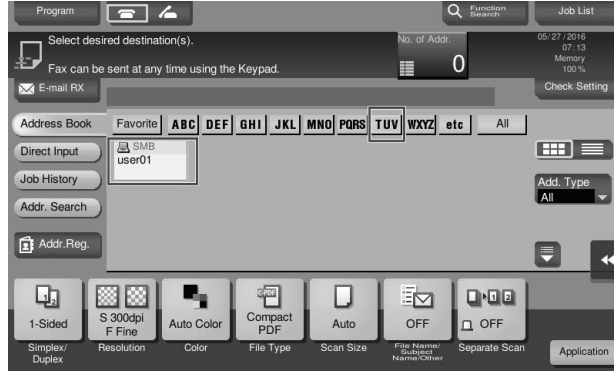 Program
Function Search
Job List
Select desired destination(s).
Fax can be sent at any time using the Keypad.
No. of Addr.
0
05/27/2016
07:13
Memory
100%
E-mail RX
Check Setting
Address Book
Favorite ABC DEF GHI JKL MNO PQRS TUV WXYZ etc All
SMB
user01
Direct Input
Job History
Addr. Search
Addr.Reg.
Add. Type
All
1-Sided
S 300dpi
F Fine
Auto Color
Compact
PDF
Auto
OFF
OFF
Simplex/
Duplex
Resolution
Color
File Type
Scan Size
File Name/
Subject
Name/Other
Separate Scan
Application